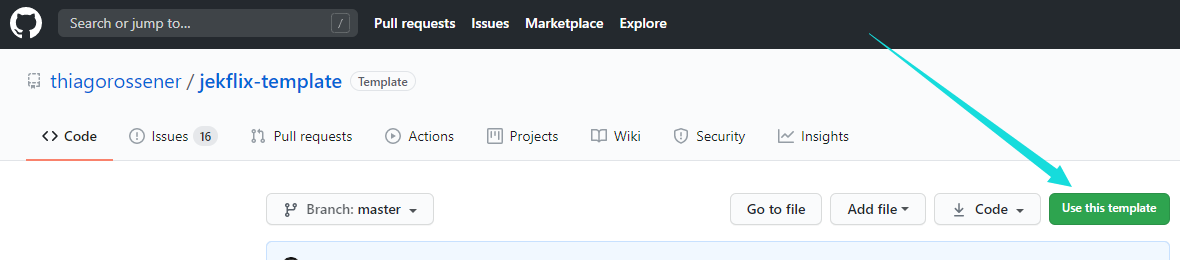 Search or jump to... / Pull requests Issues Marketplace Explore
thiagorossener / jekflix-template Template
<> Code Issues 16 Pull requests Actions Projects Wiki Security Insights
Branch: master Go to file Add file Code Use this template